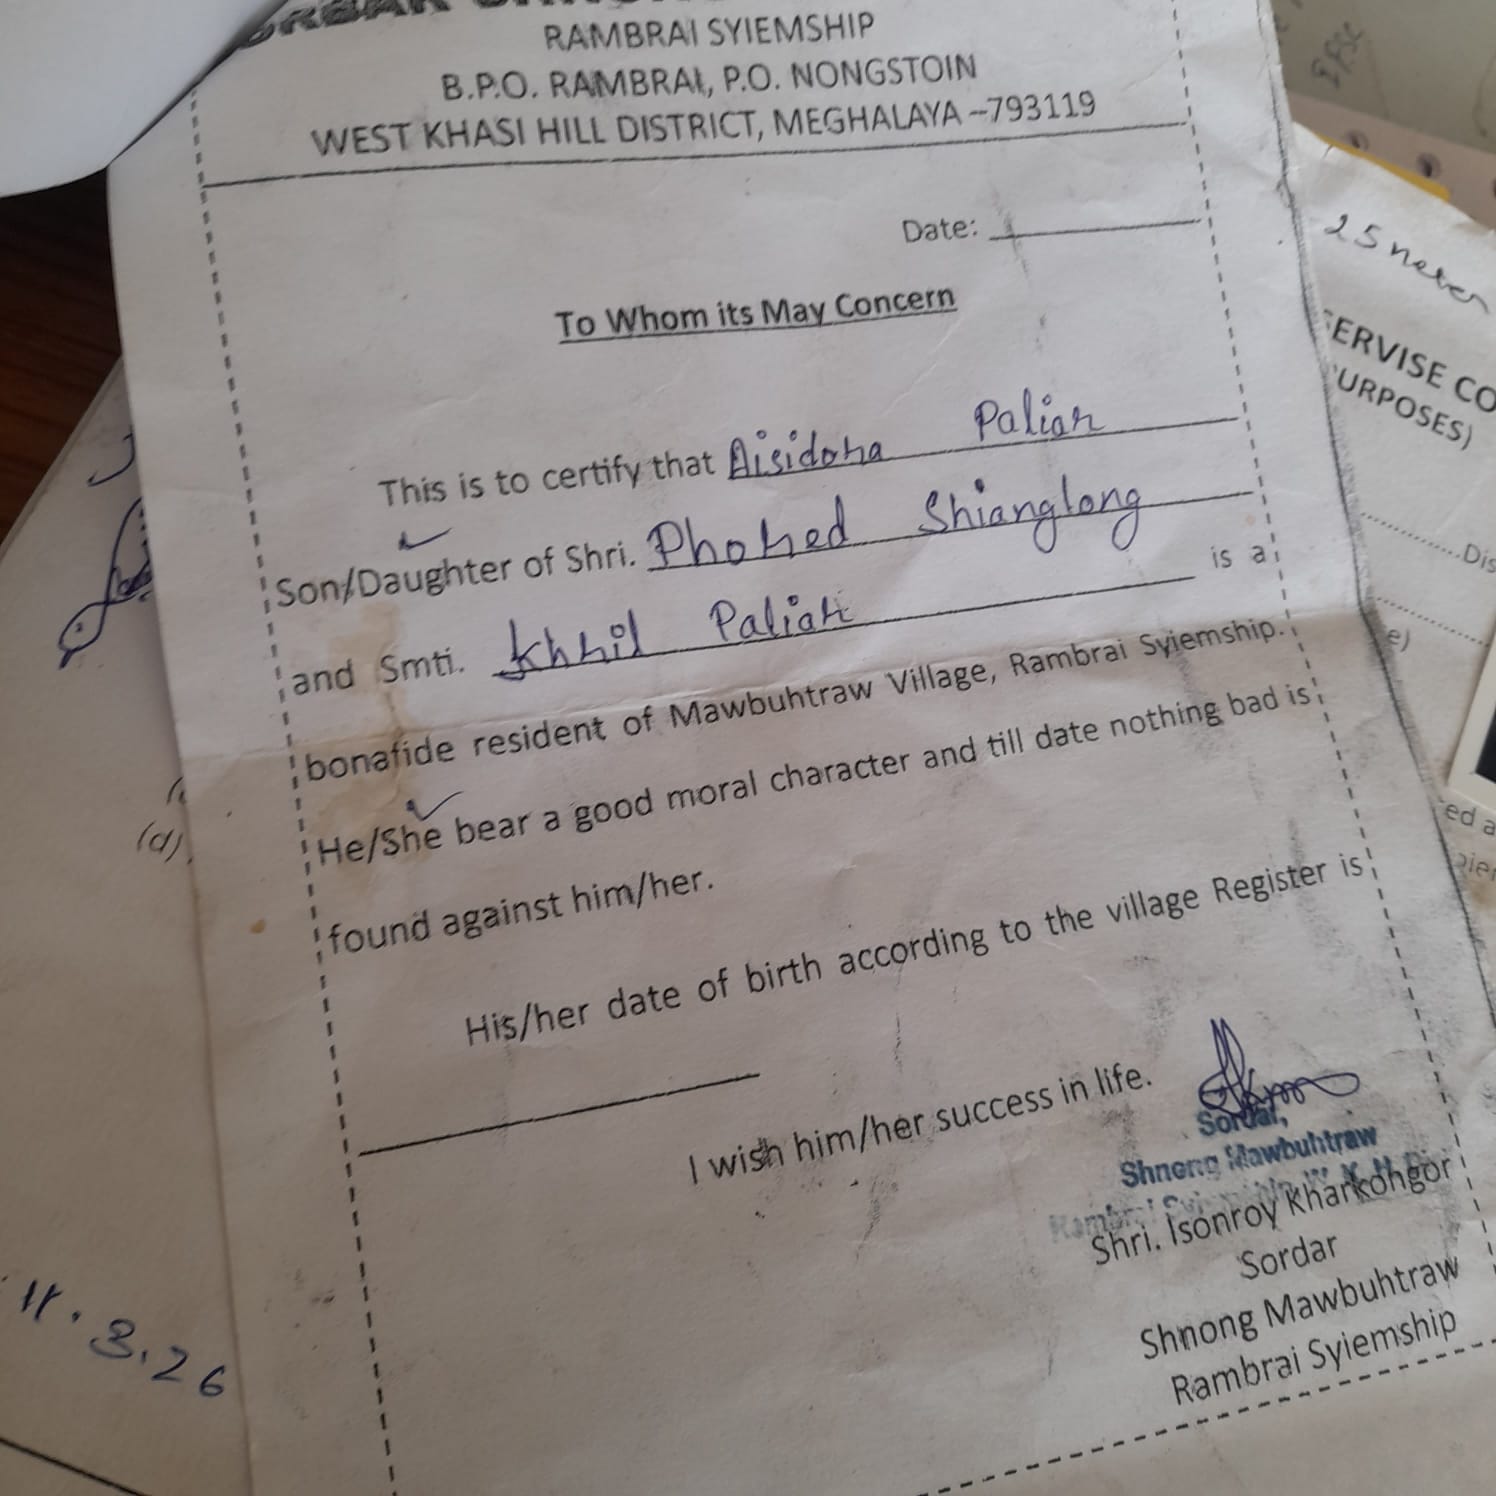 RAMBRAI SYIEMSHIP
B.P.O. RAMBRAI, P.O. NONGSTOIN
WEST KHASI HILL DISTRICT, MEGHALAYA –793119
Date:
To Whom its May Concern
This is to certify that Aisidora Paliar
Son/Daughter of Shri. Phored Shianglong
and Smti. Khril Paliar is a
bonafide resident of Mawbuhtraw Village, Rambrai Syiemship.
He/She bear a good moral character and till date nothing bad is
found against him/her.
His/her date of birth according to the village Register is
I wish him/her success in life.
Sordar,
Shnong Mawbuhtraw
Shri. Isonroy Kharkongor
Sordar
Shnong Mawbuhtraw
Rambrai Syiemship
25
ERVISE CO
URPOSES)
Dis
e)
ed a
(d)
11.3.26